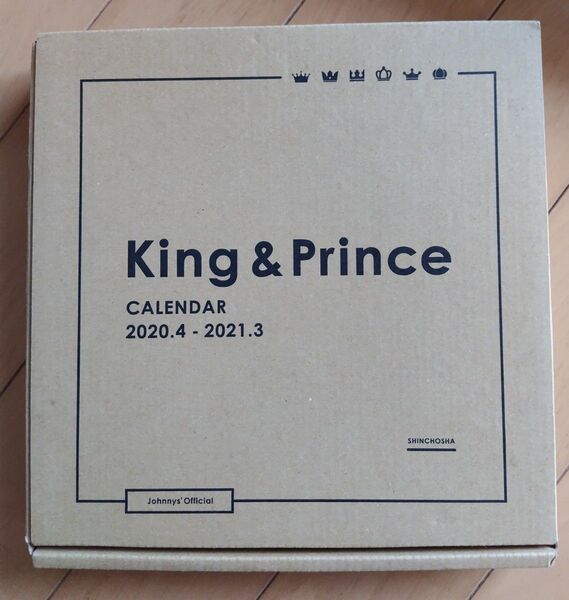 King & Prince
CALENDAR
2020.4 - 2021.3
SHINCHOSHA
Johnnys' Official